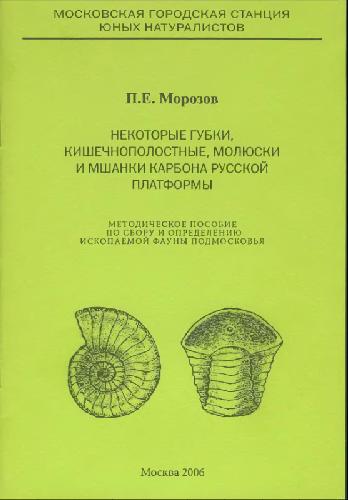 МОСКОВСКАЯ ГОРОДСКАЯ СТАНЦИЯ
ЮНЫХ НАТУРАЛИСТОВ
П.Е. Морозов
НЕКОТОРЫЕ ГУБКИ,
КИШЕЧНОПОЛОСТНЫЕ, МОЛЮСКИ
И МШАНКИ КАРБОНА РУССКОЙ
ПЛАТФОРМЫ
МЕТОДИЧЕСКОЕ ПОСОБИЕ
ПО СБОРУ И ОПРЕДЕЛЕНИЮ
ИСКОПАЕМОЙ ФАУНЫ ПОДМОСКОВЬЯ
Москва 2006